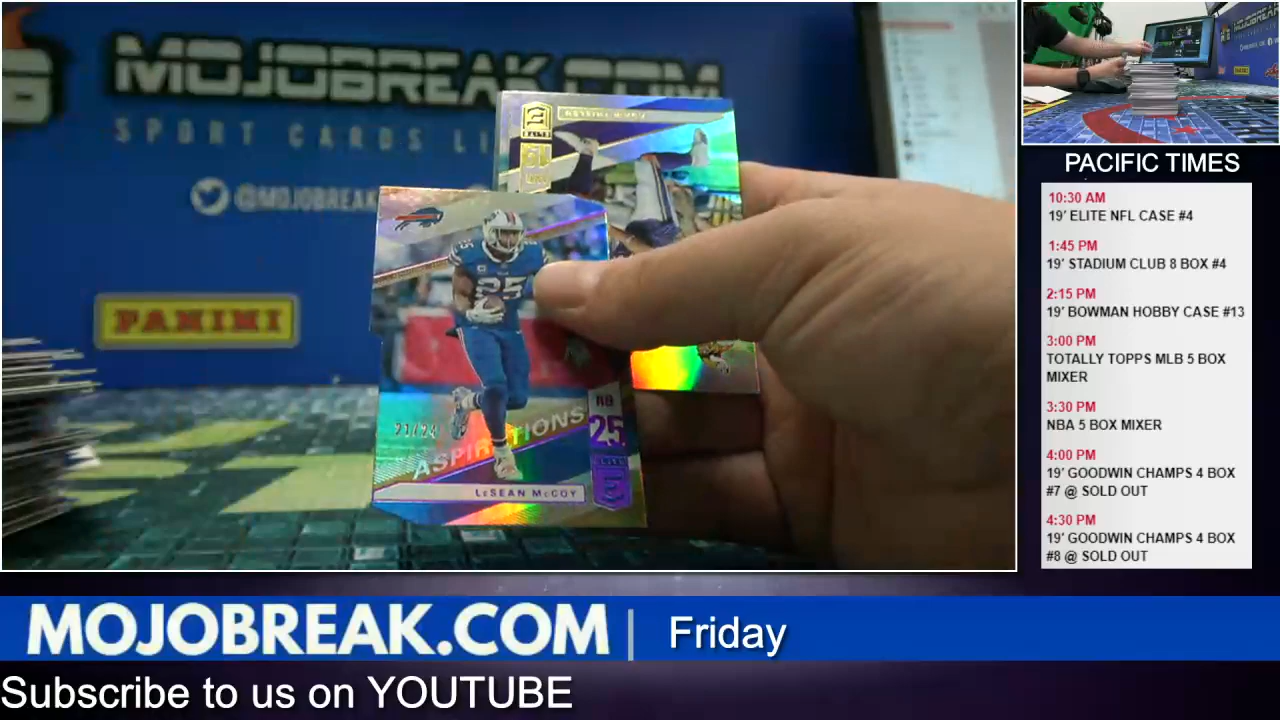 MOJOBREAK.COM
SPORT CARDS LI
@MOJOBREAK
PANINI
25
21/24
ASPIRATIONS
RB
25
ELITE
LeSEAN McCOY
PACIFIC TIMES
10:30 AM
19' ELITE NFL CASE #4
1:45 PM
19' STADIUM CLUB 8 BOX #4
2:15 PM
19' BOWMAN HOBBY CASE #13
3:00 PM
TOTALLY TOPPS MLB 5 BOX
MIXER
3:30 PM
NBA 5 BOX MIXER
4:00 PM
19' GOODWIN CHAMPS 4 BOX
#7 @ SOLD OUT
4:30 PM
19' GOODWIN CHAMPS 4 BOX
#8 @ SOLD OUT
MOJOBREAK.COM | Friday
Subscribe to us on YOUTUBE